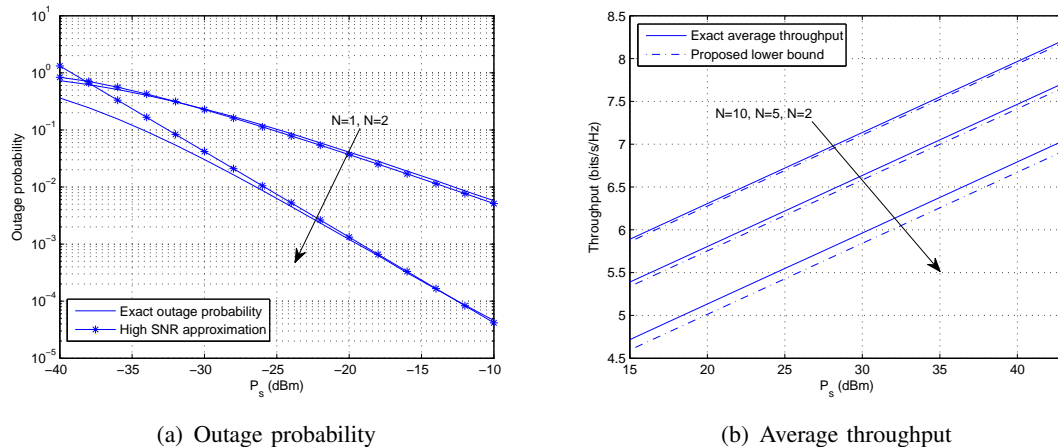 10^1
10^0
10^-1
10^-2
10^-3
10^-4
10^-5
Outage probability
N=1, N=2
Exact outage probability
High SNR approximation
−40 −35 −30 −25 −20 −15 −10
P_s (dBm)
(a) Outage probability
8
7.5
7
6.5
6
5.5
5
4.5
Throughput (bits/s/Hz)
Exact average throughput
Proposed lower bound
N=10, N=5, N=2
15 20 25 30 35 40
P_s (dBm)
(b) Average throughput